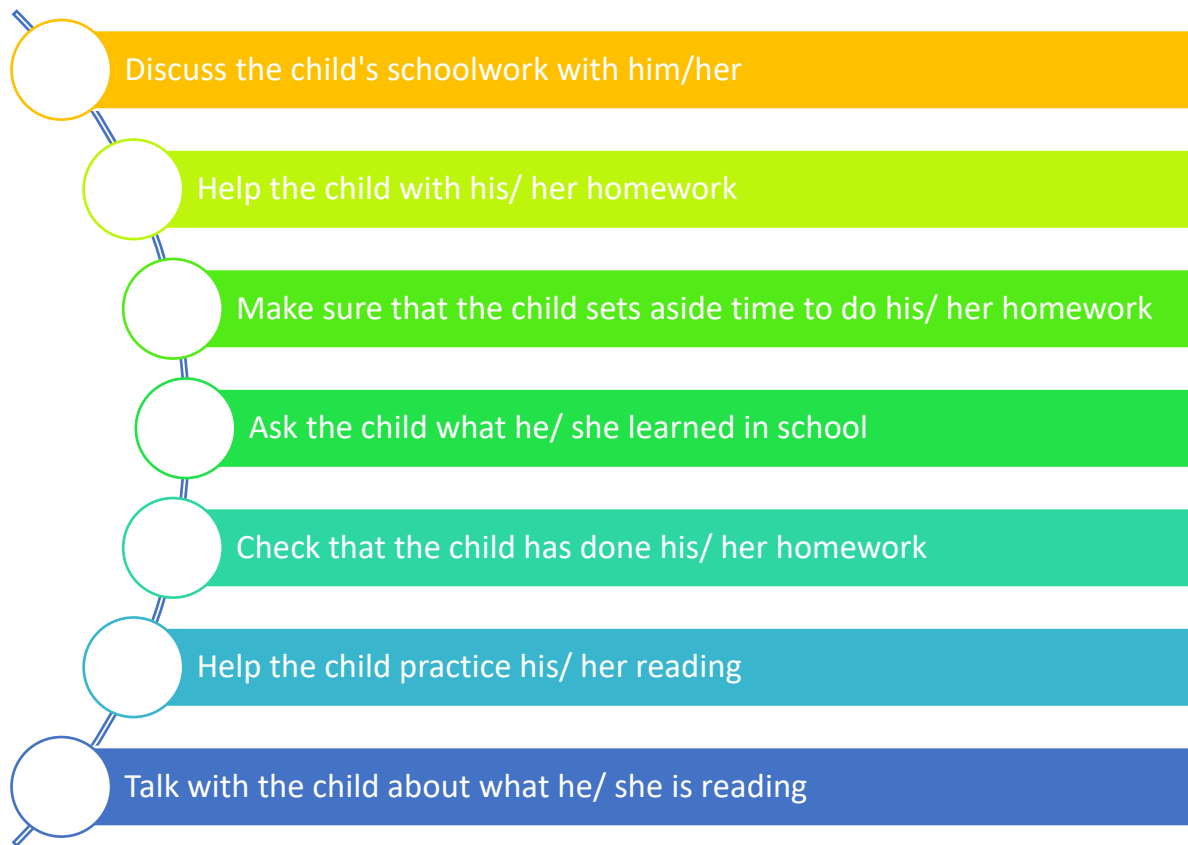 Discuss the child's schoolwork with him/her
Help the child with his/ her homework
Make sure that the child sets aside time to do his/ her homework
Ask the child what he/ she learned in school
Check that the child has done his/ her homework
Help the child practice his/ her reading
Talk with the child about what he/ she is reading